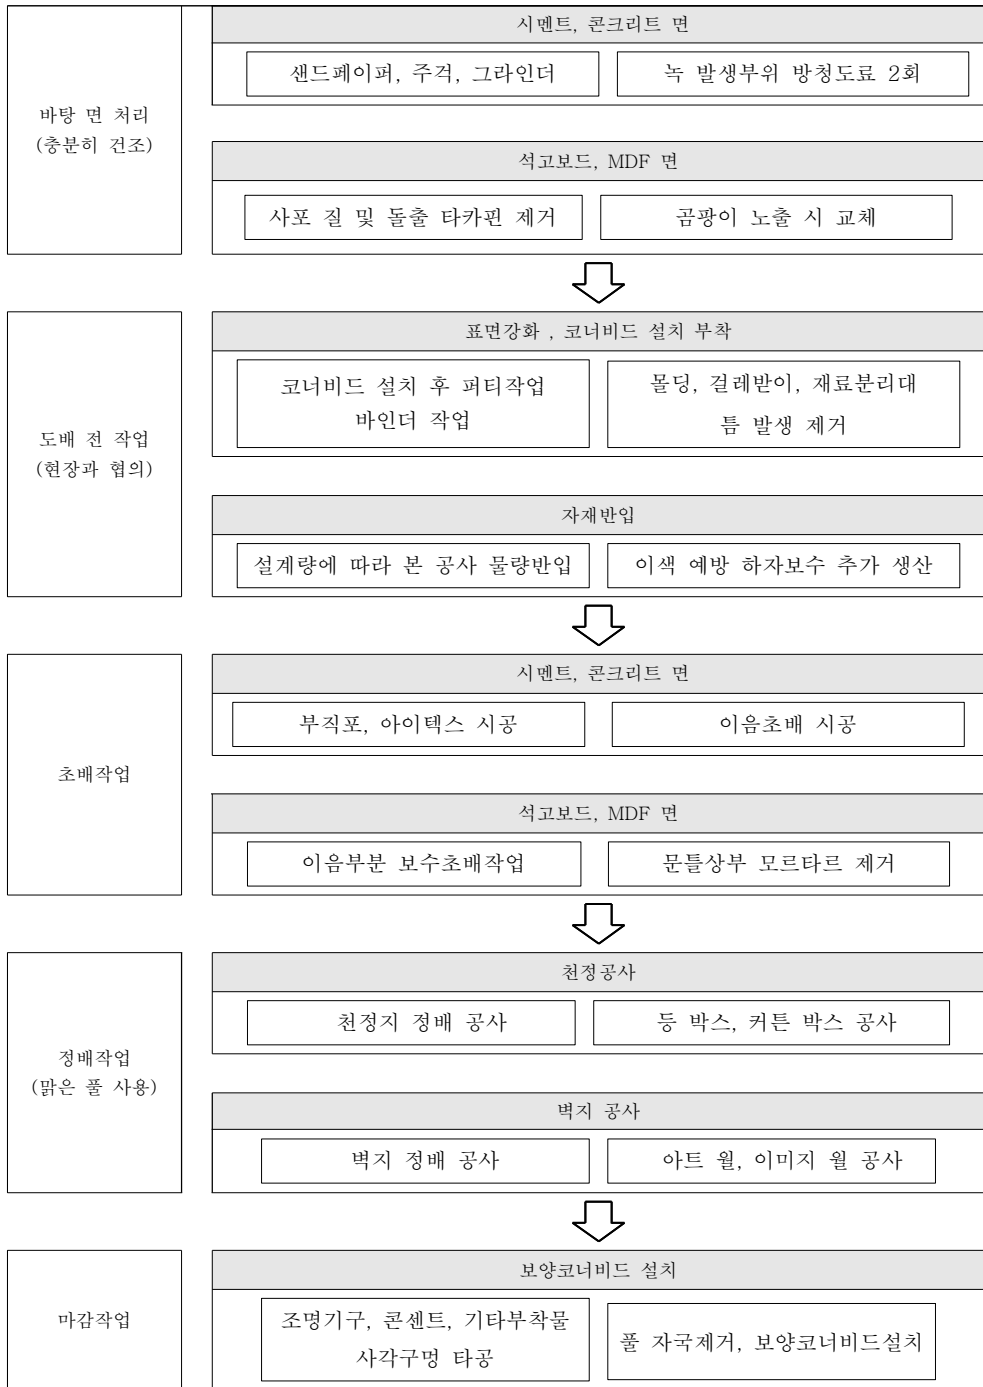 시멘트, 콘크리트 면
샌드페이퍼, 주걱, 그라인더
녹 발생부위 방청도료 2회
바탕 면 처리
(충분히 건조)
석고보드, MDF 면
사포 질 및 돌출 타카핀 제거
곰팡이 노출 시 교체
표면강화 , 코너비드 설치 부착
코너비드 설치 후 퍼티작업
바인더 작업
몰딩, 걸레받이, 재료분리대
틈 발생 제거
도배 전 작업
(현장과 협의)
자재반입
설계량에 따라 본 공사 물량반입
이색 예방 하자보수 추가 생산
시멘트, 콘크리트 면
부직포, 아이텍스 시공
이음초배 시공
초배작업
석고보드, MDF 면
이음부분 보수초배작업
문틀상부 모르타르 제거
천정공사
천정지 정배 공사
등 박스, 커튼 박스 공사
정배작업
(맑은 풀 사용)
벽지 공사
벽지 정배 공사
아트 월, 이미지 월 공사
보양코너비드 설치
마감작업
조명기구, 콘센트, 기타부착물
사각구멍 타공
풀 자국제거, 보양코너비드설치